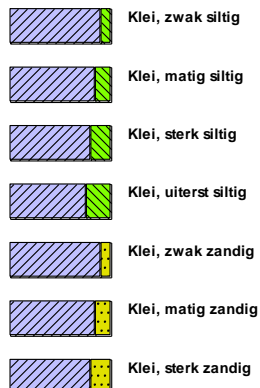 Klei, zwak siltig
Klei, matig siltig
Klei, sterk siltig
Klei, uiterst siltig
Klei, zwak zandig
Klei, matig zandig
Klei, sterk zandig